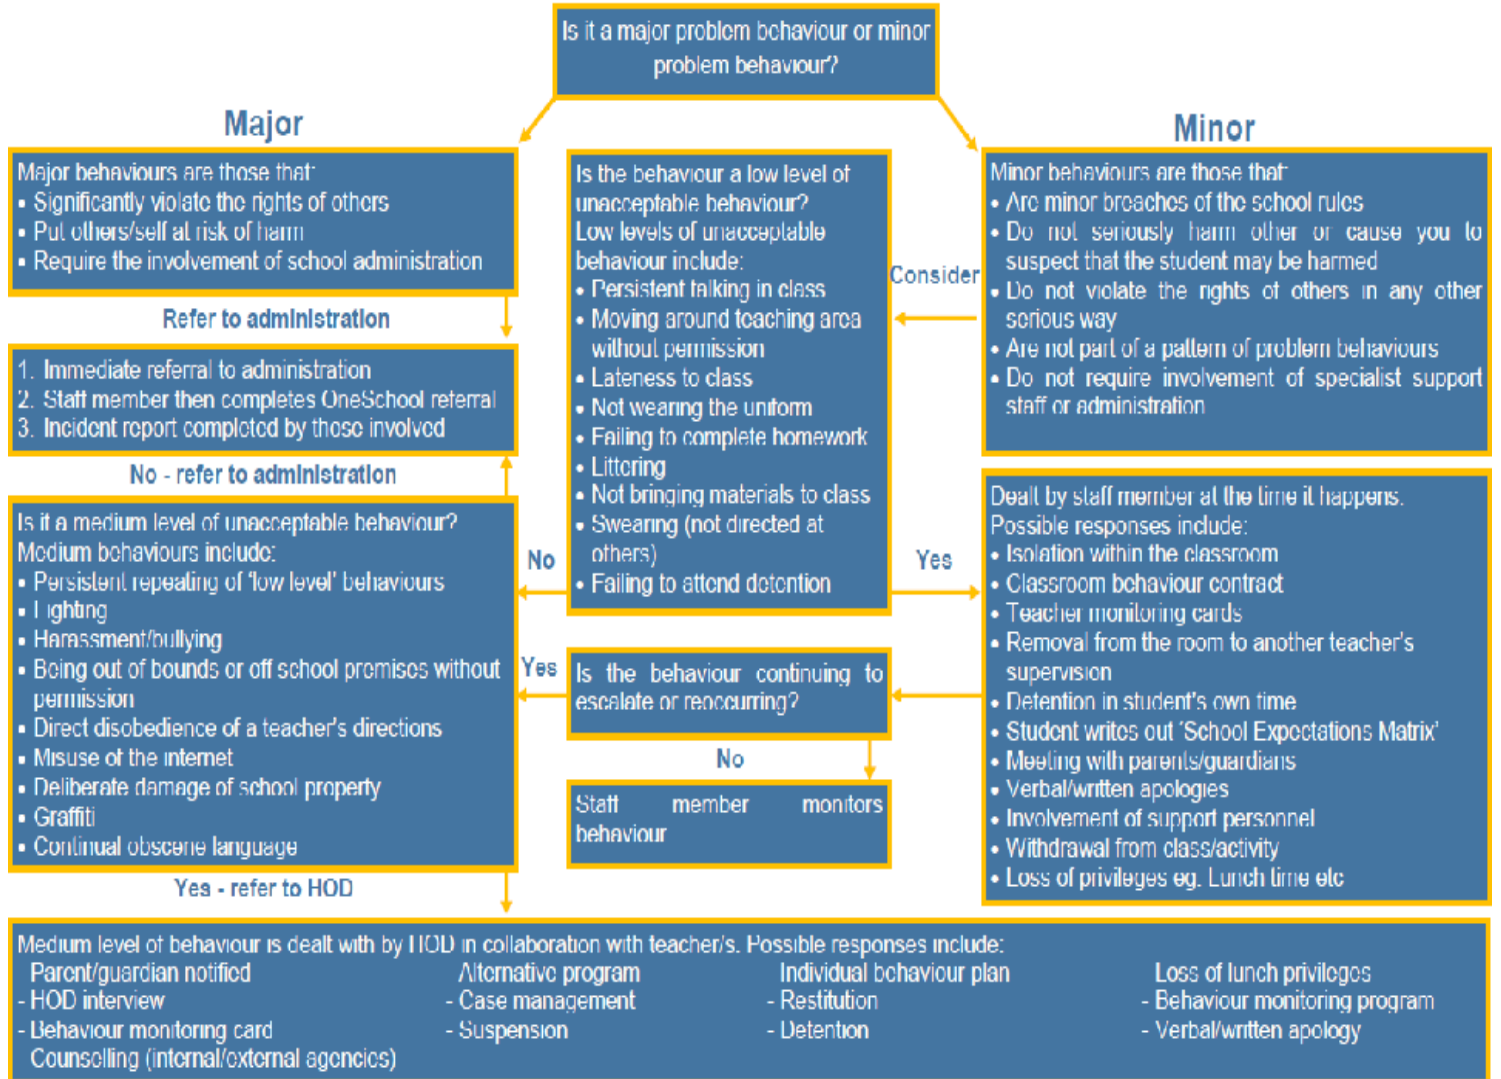 Is it a major problem behaviour or minor
problem behaviour?
Major
Major behaviours are those that:
• Significantly violate the rights of others
• Put others/self at risk of harm
• Require the involvement of school administration
Refer to administration
1. Immediate referral to administration
2. Staff member then completes OneSchool referral
3. Incident report completed by those involved
No - refer to administration
Is it a medium level of unacceptable behaviour?
Medium behaviours include:
• Persistent repeating of 'low level' behaviours
• Fighting
• Harassment/bullying
• Being out of bounds or off school premises without
permission
• Direct disobedience of a teacher's directions
• Misuse of the internet
• Deliberate damage of school property
• Graffiti
• Continual obscene language
Yes - refer to HOD
Is the behaviour a low level of
unacceptable behaviour?
Low levels of unacceptable
behaviour include:
• Persistent talking in class
• Moving around teaching area
without permission
• Lateness to class
• Not wearing the uniform
• Failing to complete homework
• Littering
• Not bringing materials to class
• Swearing (not directed at
others)
• Failing to attend detention
Consider
No
Yes
Yes
Is the behaviour continuing to
escalate or reoccurring?
No
Staff member monitors
behaviour
Minor
Minor behaviours are those that:
• Are minor breaches of the school rules
• Do not seriously harm other or cause you to
suspect that the student may be harmed
• Do not violate the rights of others in any other
serious way
• Are not part of a pattern of problem behaviours
• Do not require involvement of specialist support
staff or administration
Dealt by staff member at the time it happens.
Possible responses include:
• Isolation within the classroom
• Classroom behaviour contract
• Teacher monitoring cards
• Removal from the room to another teacher's
supervision
• Detention in student's own time
• Student writes out 'School Expectations Matrix'
• Meeting with parents/guardians
• Verbal/written apologies
• Involvement of support personnel
• Withdrawal from class/activity
• Loss of privileges eg. Lunch time etc
Medium level of behaviour is dealt with by HOD in collaboration with teacher/s. Possible responses include:
Parent/guardian notified Alternative program Individual behaviour plan Loss of lunch privileges
- HOD interview - Case management - Restitution - Behaviour monitoring program
- Behaviour monitoring card - Suspension - Detention - Verbal/written apology
Counselling (internal/external agencies)